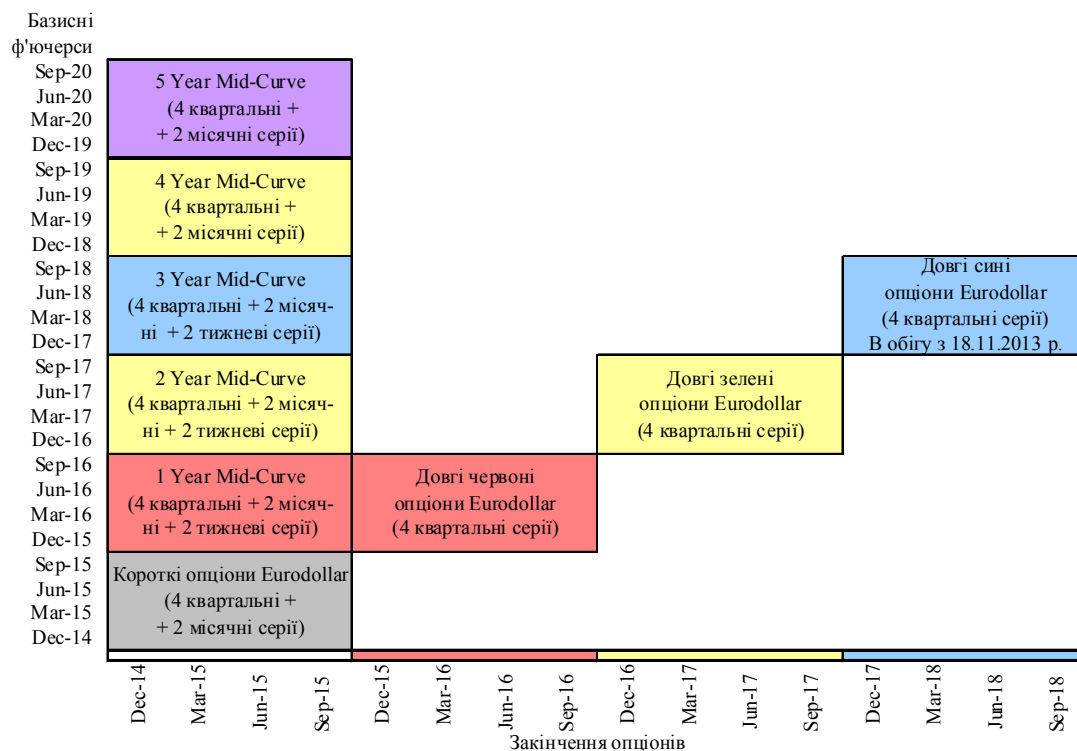 Базисні
ф'ючерси
Sep-20
Jun-20
Mar-20
Dec-19
5 Year Mid-Curve
(4 квартальні +
+ 2 місячні серії)
Sep-19
Jun-19
Mar-19
Dec-18
4 Year Mid-Curve
(4 квартальні +
+ 2 місячні серії)
Sep-18
Jun-18
Mar-18
Dec-17
3 Year Mid-Curve
(4 квартальні + 2 місяч-
ні + 2 тижневі серії)
Довгі сині
опціони Eurodollar
(4 квартальні серії)
В обігу з 18.11.2013 р.
Sep-17
Jun-17
Mar-17
Dec-16
2 Year Mid-Curve
(4 квартальні + 2 місяч-
ні + 2 тижневі серії)
Довгі зелені
опціони Eurodollar
(4 квартальні серії)
Sep-16
Jun-16
Mar-16
Dec-15
1 Year Mid-Curve
(4 квартальні + 2 місяч-
ні + 2 тижневі серії)
Довгі червоні
опціони Eurodollar
(4 квартальні серії)
Sep-15
Jun-15
Mar-15
Dec-14
Короткі опціони Eurodollar
(4 квартальні +
+ 2 місячні серії)
Dec-14
Mar-15
Jun-15
Sep-15
Dec-15
Mar-16
Jun-16
Sep-16
Dec-16
Mar-17
Jun-17
Sep-17
Dec-17
Mar-18
Jun-18
Sep-18
Закінчення опціонів